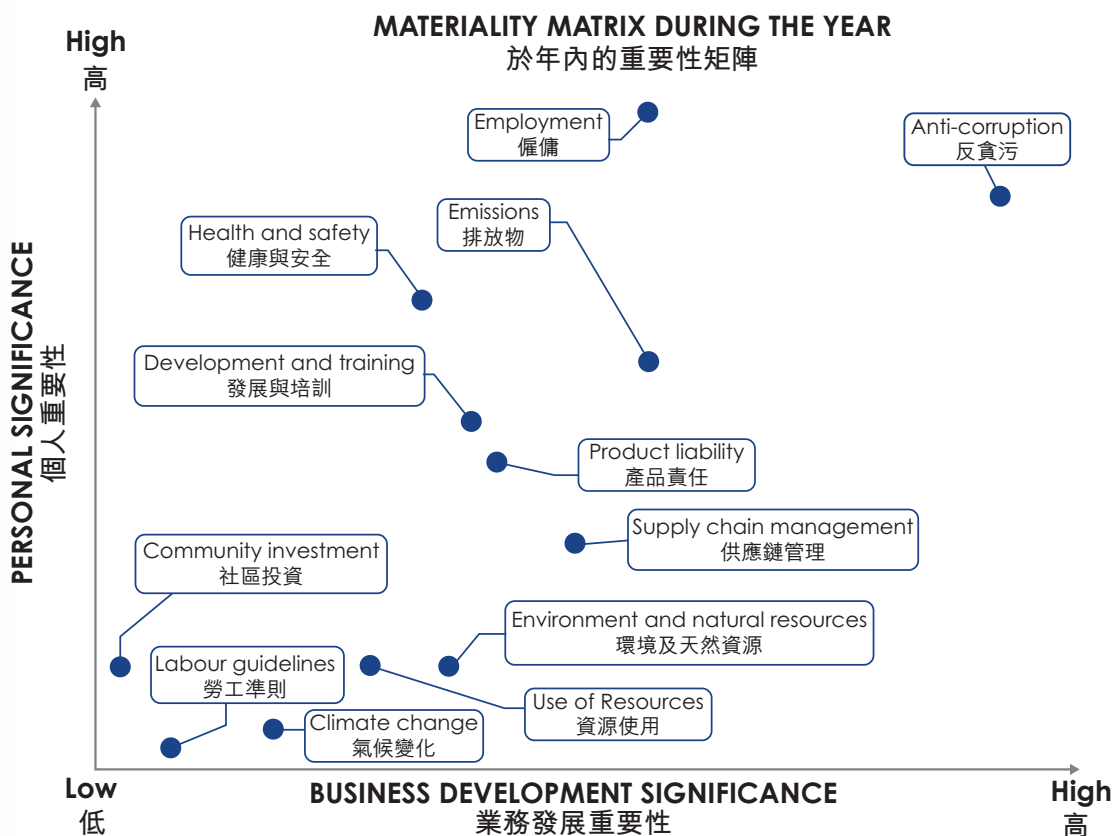 MATERIALITY MATRIX DURING THE YEAR
於年內的重要性矩陣
High
高
PERSONAL SIGNIFICANCE
個人重要性
Employment
僱傭
Anti-corruption
反貪污
Emissions
排放物
Health and safety
健康與安全
Development and training
發展與培訓
Product liability
產品責任
Supply chain management
供應鏈管理
Community investment
社區投資
Environment and natural resources
環境及天然資源
Labour guidelines
勞工準則
Use of Resources
資源使用
Climate change
氣候變化
Low
低
BUSINESS DEVELOPMENT SIGNIFICANCE
業務發展重要性
High
高